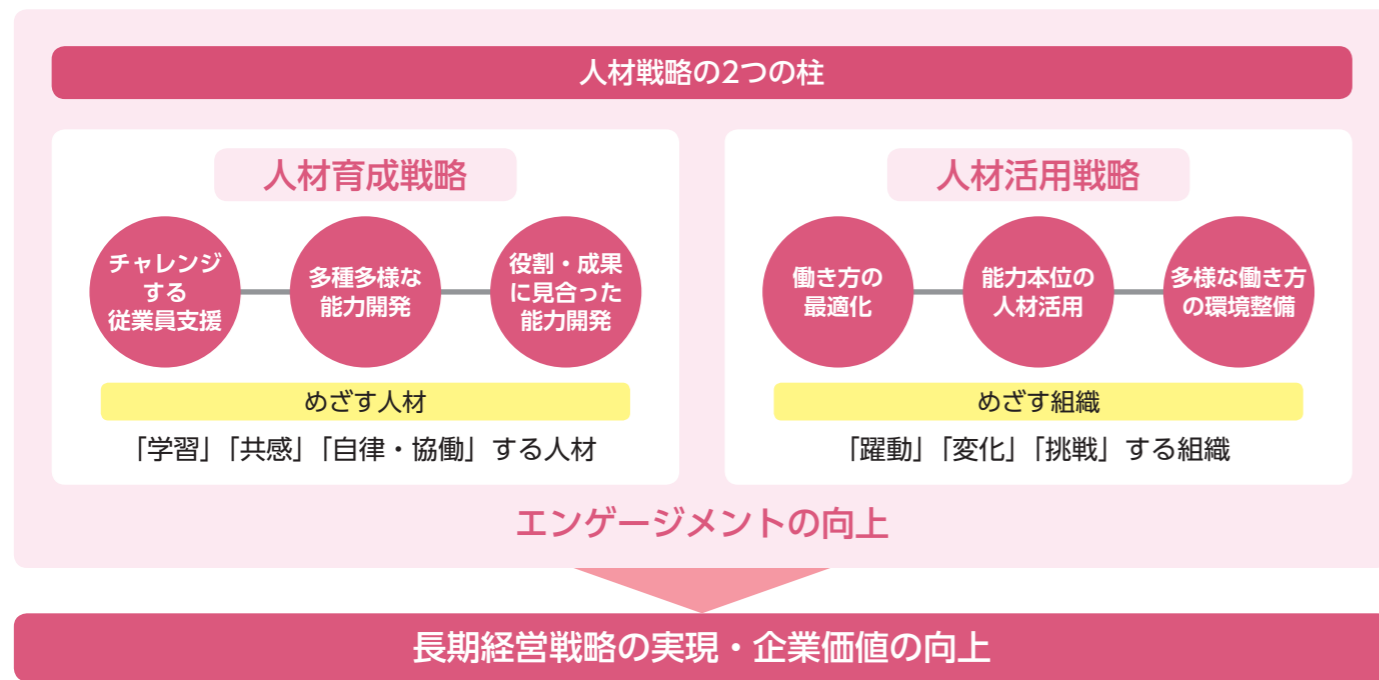 人材戦略の2つの柱
人材育成戦略
チャレンジ
する
従業員支援
多種多様な
能力開発
役割・成果
に見合った
能力開発
めざす人材
「学習」「共感」「自律・協働」する人材
人材活用戦略
働き方の
最適化
能力本位の
人材活用
多様な働き方
の環境整備
めざす組織
「躍動」「変化」「挑戦」する組織
エンゲージメントの向上
長期経営戦略の実現・企業価値の向上